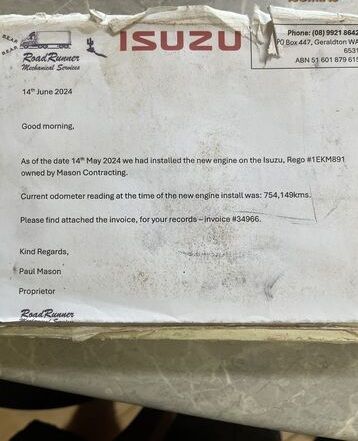 BEAR
ISUZU
Phone: (08) 9921 8642
PO Box 447, Geraldton WA
6531
ABN 51 601 879 615
RoadRunner
Mechanical Services
14th June 2024
Good morning,
As of the date 14th May 2024 we had installed the new engine on the Isuzu, Rego #1EKM891
owned by Mason Contracting.
Current odometer reading at the time of the new engine install was: 754,149kms.
Please find attached the invoice, for your records – invoice #34966.
Kind Regards,
Paul Mason
Proprietor
RoadRunner
Mechanical Services